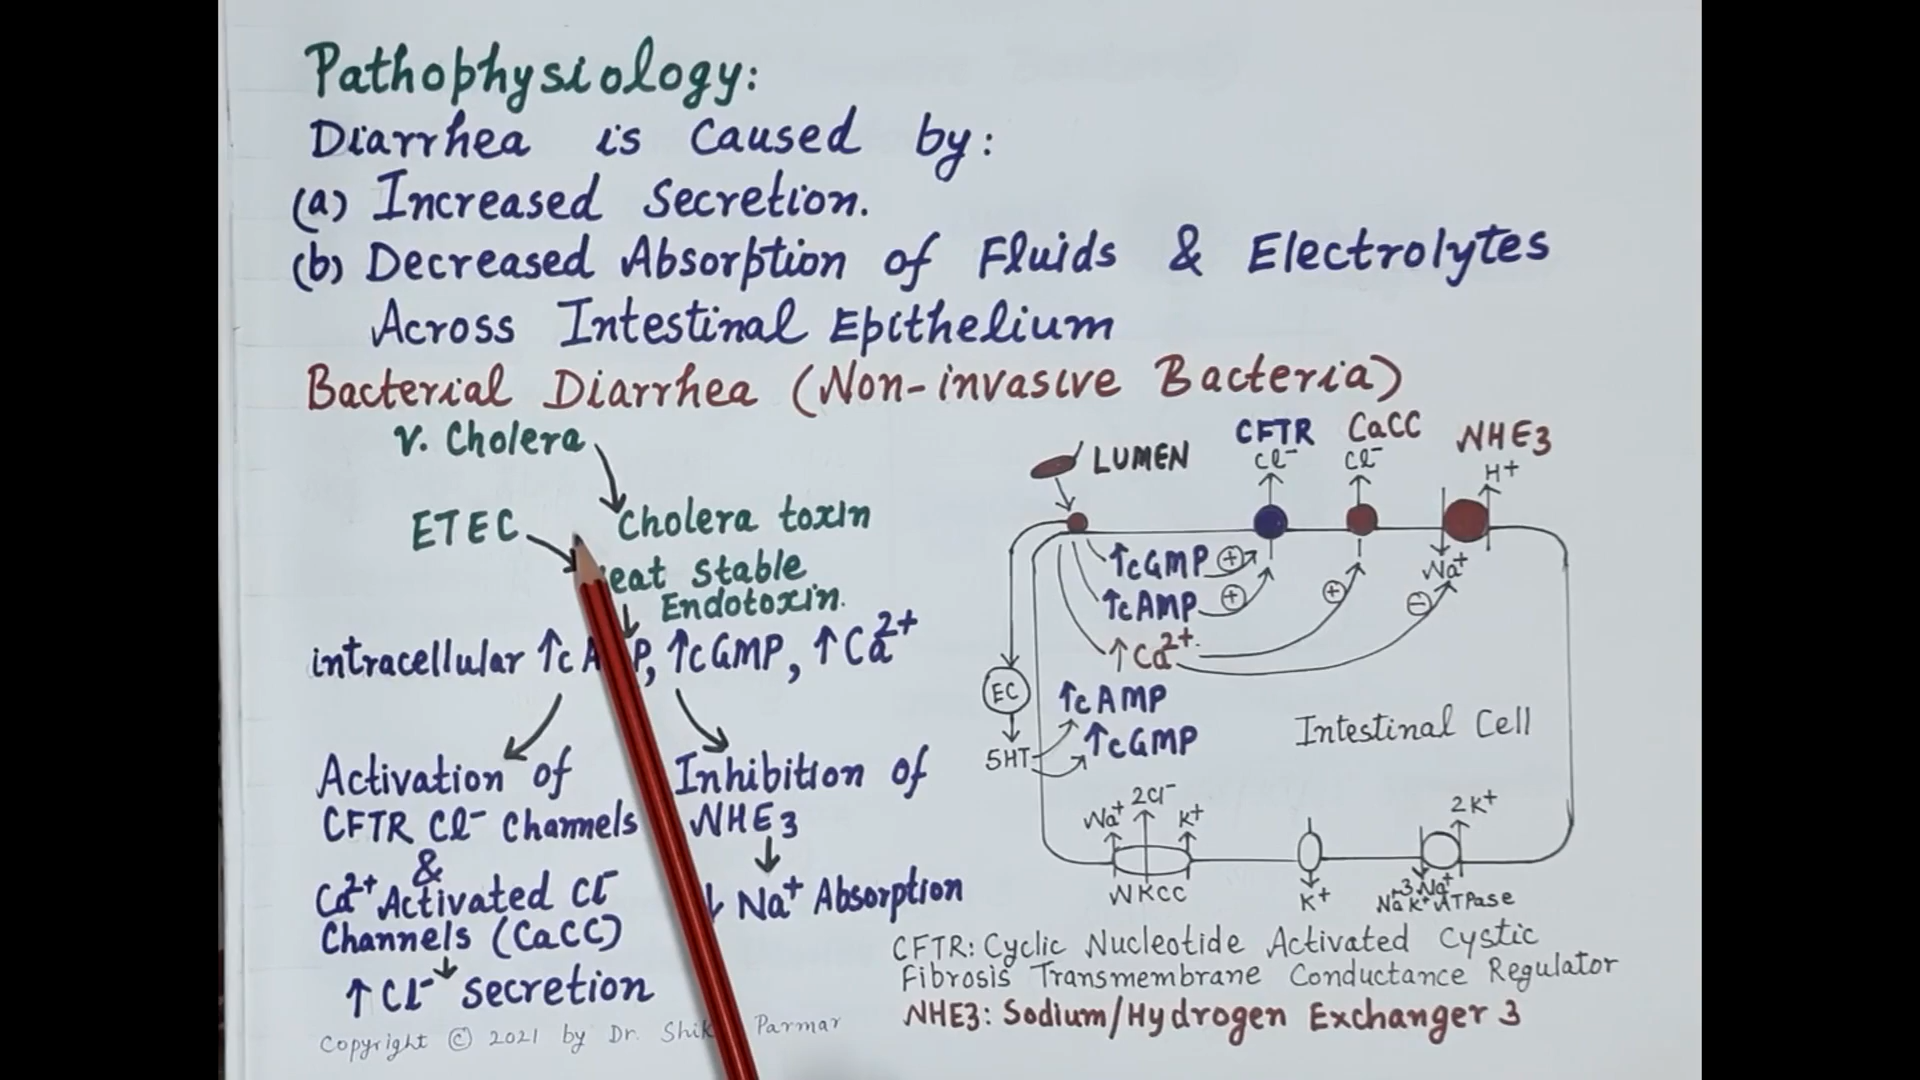 Pathophysiology:
Diarrhea is Caused by:
(a) Increased Secretion.
(b) Decreased Absorption of Fluids & Electrolytes
Across Intestinal Epithelium
Bacterial Diarrhea (Non-invasive Bacteria)
V. Cholera
Cholera toxin
ETEC
Stable
Endotoxin.
intracellular ↑cAMP, ↑cGMP, ↑Ca²⁺
Activation of
CFTR Cl⁻ Channels
&
Ca²⁺ Activated Cl⁻
Channels (CaCC)
↑Cl⁻ secretion
Inhibition of
NHE3
↓ Na⁺ Absorption
LUMEN
CFTR
Cl⁻
CaCC
Cl⁻
NHE3
H⁺
Na⁺
↑cGMP +
↑cAMP +
↑Ca²⁺
+
−
EC
5HT
↑cAMP
↑cGMP
Intestinal Cell
Na⁺ 2Cl⁻ K⁺
NKCC
K⁺
2K⁺
3Na⁺
Na⁺K⁺ATPase
CFTR: Cyclic Nucleotide Activated Cystic
Fibrosis Transmembrane Conductance Regulator
NHE3: Sodium/Hydrogen Exchanger 3
Copyright © 2021 by Dr. Parmar